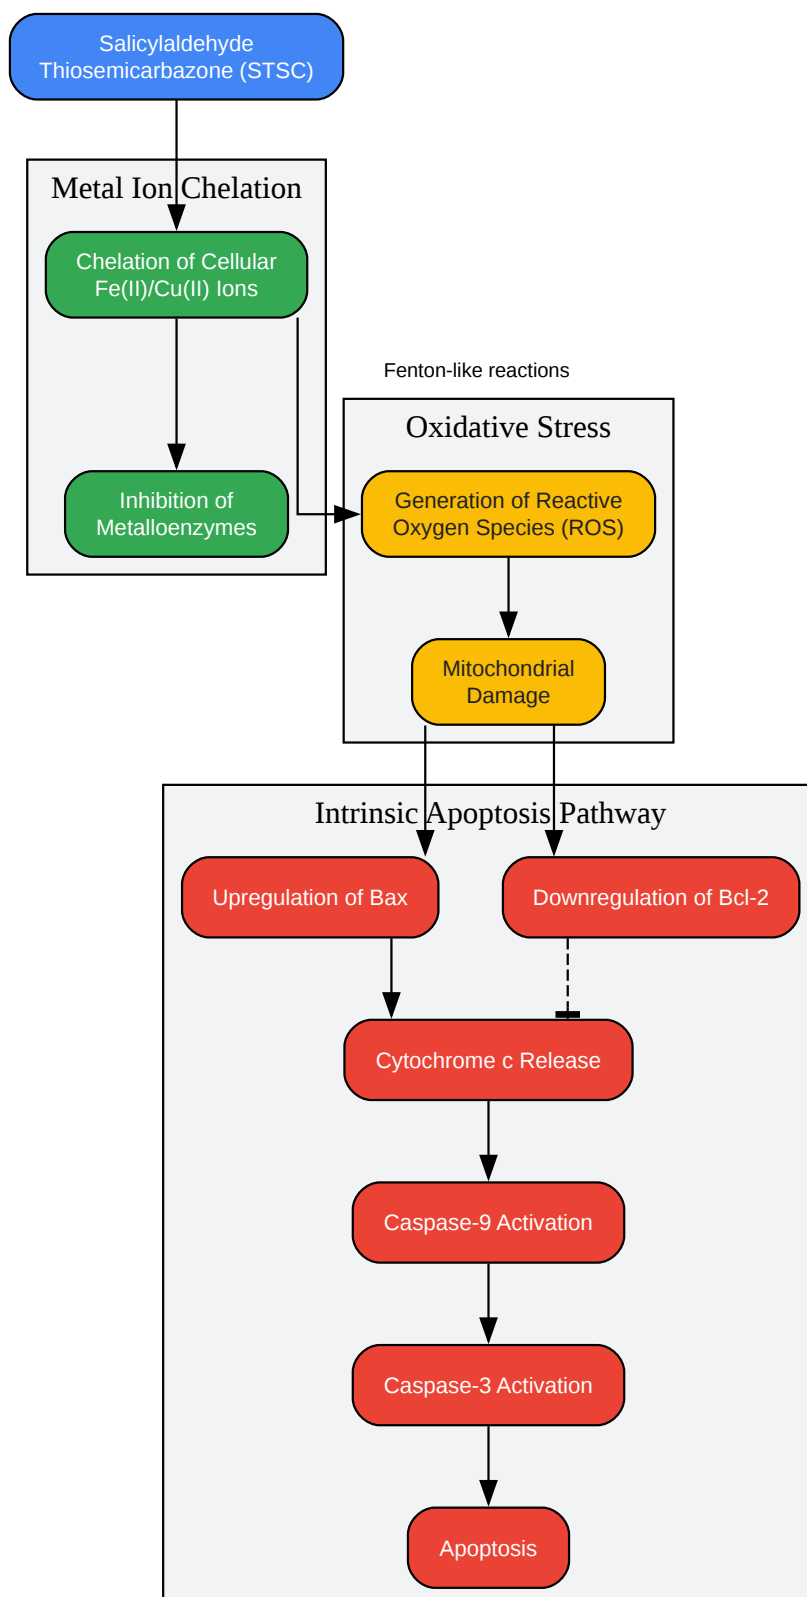 Salicylaldehyde
Thiosemicarbazone (STSC)
Metal Ion Chelation
Chelation of Cellular
Fe(II)/Cu(II) Ions
Inhibition of
Metalloenzymes
Fenton-like reactions
Oxidative Stress
Generation of Reactive
Oxygen Species (ROS)
Mitochondrial
Damage
Intrinsic Apoptosis Pathway
Upregulation of Bax
Downregulation of Bcl-2
Cytochrome c Release
Caspase-9 Activation
Caspase-3 Activation
Apoptosis